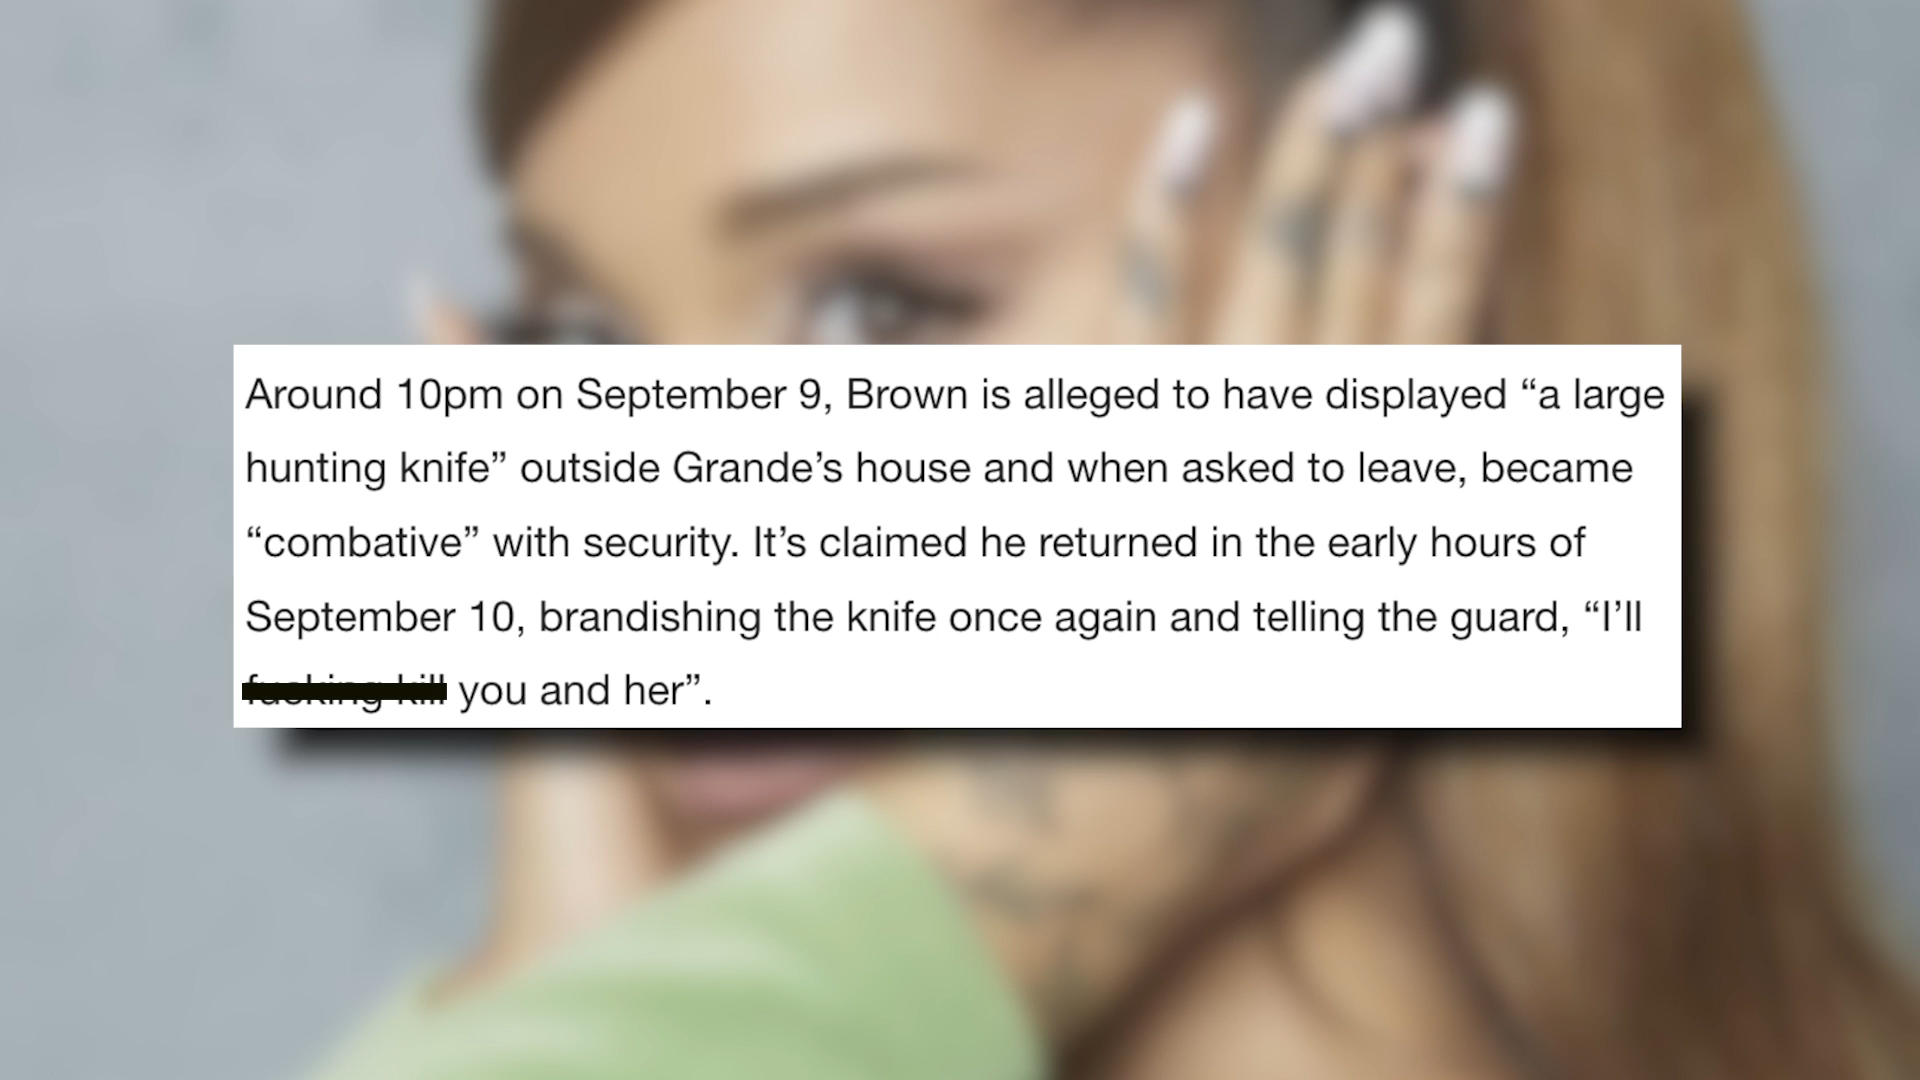 Around 10pm on September 9, Brown is alleged to have displayed “a large
hunting knife” outside Grande’s house and when asked to leave, became
“combative” with security. It’s claimed he returned in the early hours of
September 10, brandishing the knife once again and telling the guard, “I’ll
fucking kill you and her”.